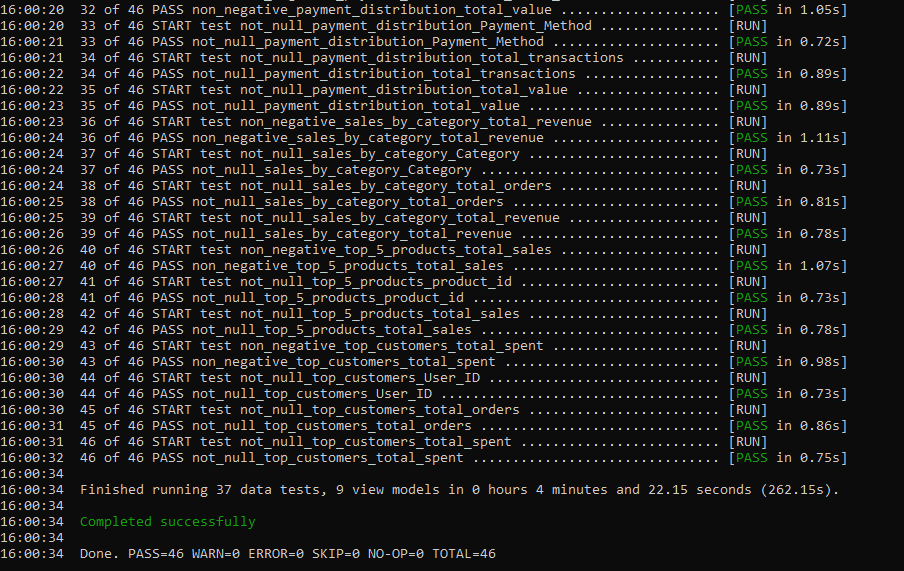 16:00:20  32 of 46 PASS non_negative_payment_distribution_total_value .................... [PASS in 1.05s]
16:00:20  33 of 46 START test not_null_payment_distribution_Payment_Method ............... [RUN]
16:00:21  33 of 46 PASS not_null_payment_distribution_Payment_Method ..................... [PASS in 0.72s]
16:00:21  34 of 46 START test not_null_payment_distribution_total_transactions ........... [RUN]
16:00:22  34 of 46 PASS not_null_payment_distribution_total_transactions ................. [PASS in 0.89s]
16:00:22  35 of 46 START test not_null_payment_distribution_total_value .................. [RUN]
16:00:23  35 of 46 PASS not_null_payment_distribution_total_value ........................ [PASS in 0.89s]
16:00:23  36 of 46 START test non_negative_sales_by_category_total_revenue ............... [RUN]
16:00:24  36 of 46 PASS non_negative_sales_by_category_total_revenue ..................... [PASS in 1.11s]
16:00:24  37 of 46 START test not_null_sales_by_category_Category ........................ [RUN]
16:00:24  37 of 46 PASS not_null_sales_by_category_Category .............................. [PASS in 0.73s]
16:00:24  38 of 46 START test not_null_sales_by_category_total_orders .................... [RUN]
16:00:25  38 of 46 PASS not_null_sales_by_category_total_orders .......................... [PASS in 0.81s]
16:00:25  39 of 46 START test not_null_sales_by_category_total_revenue ................... [RUN]
16:00:26  39 of 46 PASS not_null_sales_by_category_total_revenue ......................... [PASS in 0.78s]
16:00:26  40 of 46 START test non_negative_top_5_products_total_sales .................... [RUN]
16:00:27  40 of 46 PASS non_negative_top_5_products_total_sales .......................... [PASS in 1.07s]
16:00:27  41 of 46 START test not_null_top_5_products_product_id ......................... [RUN]
16:00:28  41 of 46 PASS not_null_top_5_products_product_id ............................... [PASS in 0.73s]
16:00:28  42 of 46 START test not_null_top_5_products_total_sales ........................ [RUN]
16:00:29  42 of 46 PASS not_null_top_5_products_total_sales .............................. [PASS in 0.78s]
16:00:29  43 of 46 START test non_negative_top_customers_total_spent ..................... [RUN]
16:00:30  43 of 46 PASS non_negative_top_customers_total_spent ........................... [PASS in 0.98s]
16:00:30  44 of 46 START test not_null_top_customers_User_ID ............................. [RUN]
16:00:30  44 of 46 PASS not_null_top_customers_User_ID ................................... [PASS in 0.73s]
16:00:30  45 of 46 START test not_null_top_customers_total_orders ........................ [RUN]
16:00:31  45 of 46 PASS not_null_top_customers_total_orders .............................. [PASS in 0.86s]
16:00:31  46 of 46 START test not_null_top_customers_total_spent ......................... [RUN]
16:00:32  46 of 46 PASS not_null_top_customers_total_spent ............................... [PASS in 0.75s]
16:00:34
16:00:34  Finished running 37 data tests, 9 view models in 0 hours 4 minutes and 22.15 seconds (262.15s).
16:00:34
16:00:34  Completed successfully
16:00:34
16:00:34  Done. PASS=46 WARN=0 ERROR=0 SKIP=0 NO-OP=0 TOTAL=46